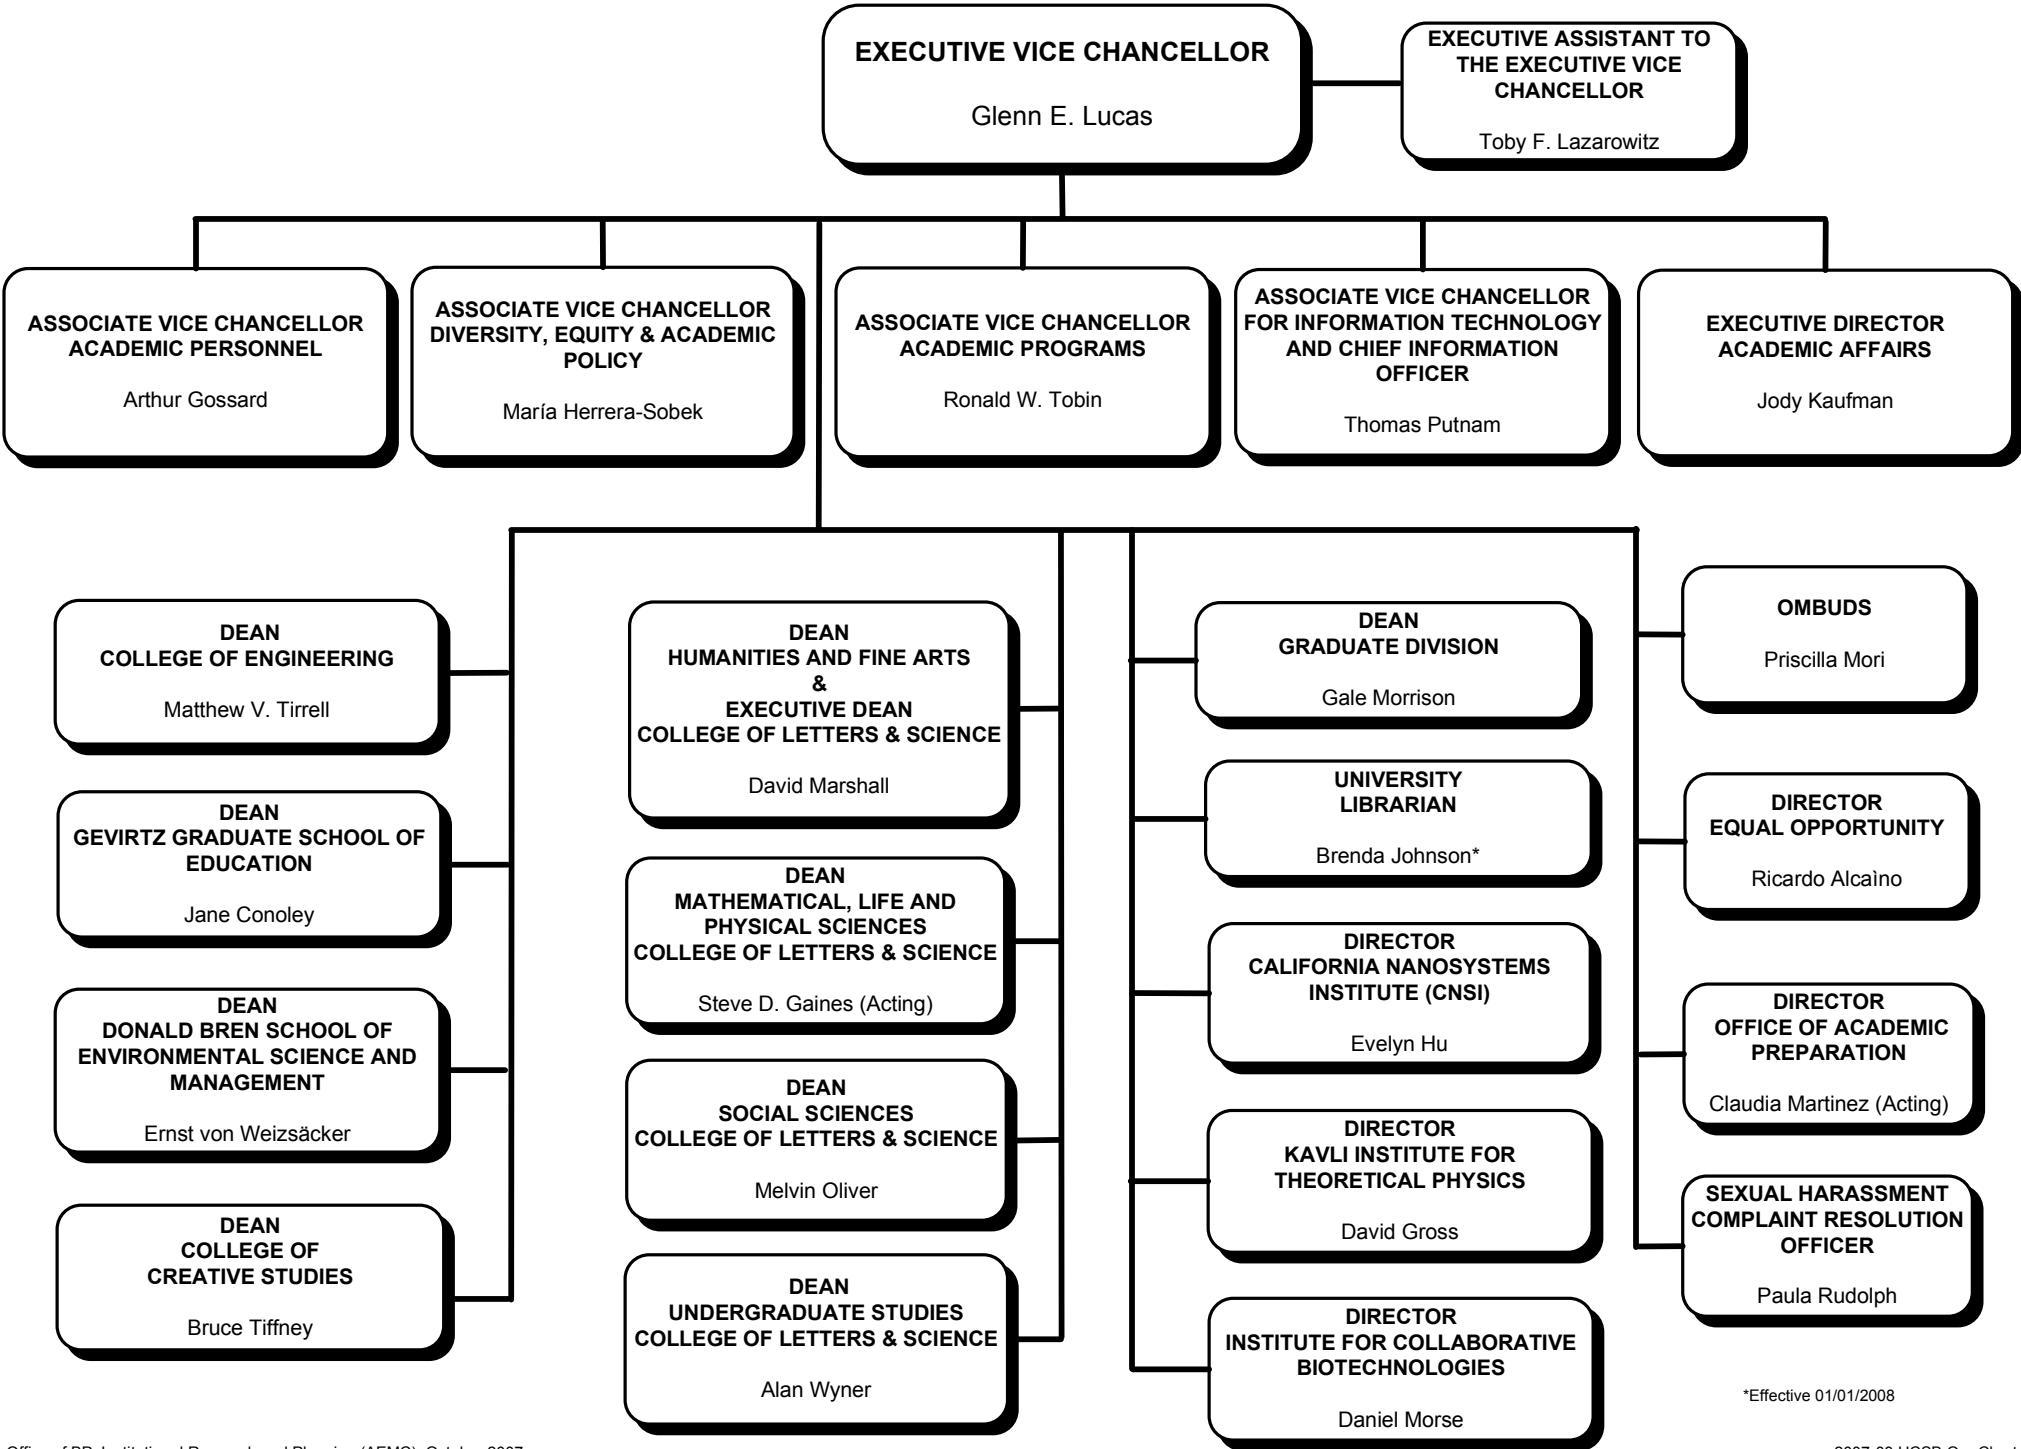 EXECUTIVE VICE CHANCELLOR
Glenn E. Lucas
EXECUTIVE ASSISTANT TO
THE EXECUTIVE VICE
CHANCELLOR
Toby F. Lazarowitz
ASSOCIATE VICE CHANCELLOR
ACADEMIC PERSONNEL
Arthur Gossard
ASSOCIATE VICE CHANCELLOR
DIVERSITY, EQUITY & ACADEMIC
POLICY
María Herrera-Sobek
ASSOCIATE VICE CHANCELLOR
ACADEMIC PROGRAMS
Ronald W. Tobin
ASSOCIATE VICE CHANCELLOR
FOR INFORMATION TECHNOLOGY
AND CHIEF INFORMATION
OFFICER
Thomas Putnam
EXECUTIVE DIRECTOR
ACADEMIC AFFAIRS
Jody Kaufman
DEAN
COLLEGE OF ENGINEERING
Matthew V. Tirrell
DEAN
GEVIRTZ GRADUATE SCHOOL OF
EDUCATION
Jane Conoley
DEAN
DONALD BREN SCHOOL OF
ENVIRONMENTAL SCIENCE AND
MANAGEMENT
Ernst von Weizsäcker
DEAN
COLLEGE OF
CREATIVE STUDIES
Bruce Tiffney
DEAN
HUMANITIES AND FINE ARTS
&
EXECUTIVE DEAN
COLLEGE OF LETTERS & SCIENCE
David Marshall
DEAN
MATHEMATICAL, LIFE AND
PHYSICAL SCIENCES
COLLEGE OF LETTERS & SCIENCE
Steve D. Gaines (Acting)
DEAN
SOCIAL SCIENCES
COLLEGE OF LETTERS & SCIENCE
Melvin Oliver
DEAN
UNDERGRADUATE STUDIES
COLLEGE OF LETTERS & SCIENCE
Alan Wyner
DEAN
GRADUATE DIVISION
Gale Morrison
UNIVERSITY
LIBRARIAN
Brenda Johnson*
DIRECTOR
CALIFORNIA NANOSYSTEMS
INSTITUTE (CNSI)
Evelyn Hu
DIRECTOR
KAVLI INSTITUTE FOR
THEORETICAL PHYSICS
David Gross
DIRECTOR
INSTITUTE FOR COLLABORATIVE
BIOTECHNOLOGIES
Daniel Morse
OMBUDS
Priscilla Mori
DIRECTOR
EQUAL OPPORTUNITY
Ricardo Alcaìno
DIRECTOR
OFFICE OF ACADEMIC
PREPARATION
Claudia Martinez (Acting)
SEXUAL HARASSMENT
COMPLAINT RESOLUTION
OFFICER
Paula Rudolph
*Effective 01/01/2008